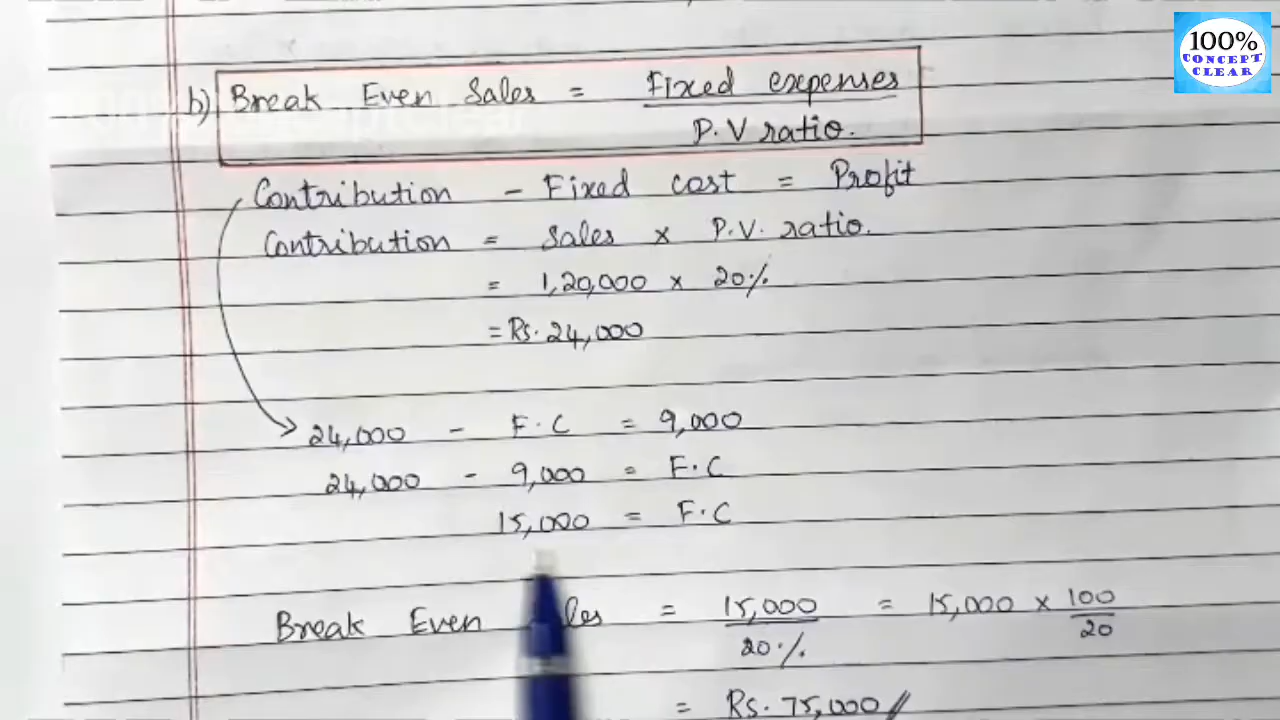 100%
CONCEPT
CLEAR
b) Break Even Sales = Fixed expenses
P.V ratio.
Contribution - Fixed cost = Profit
Contribution = Sales x P.V. ratio.
= 1,20,000 x 20%
= Rs. 24,000
24,000 - F.C = 9,000
24,000 - 9,000 = F.C
15,000 = F.C
Break Even = 15,000 = 15,000 x 100
20% 20
= Rs. 75,000//